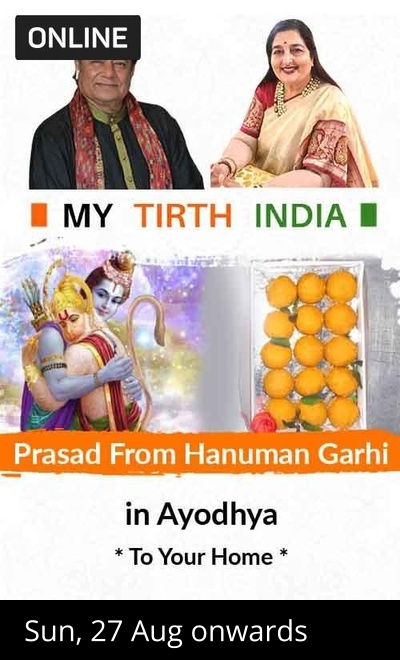 ONLINE
MY TIRTH INDIA
Prasad From Hanuman Garhi
in Ayodhya
* To Your Home *
Sun, 27 Aug onwards